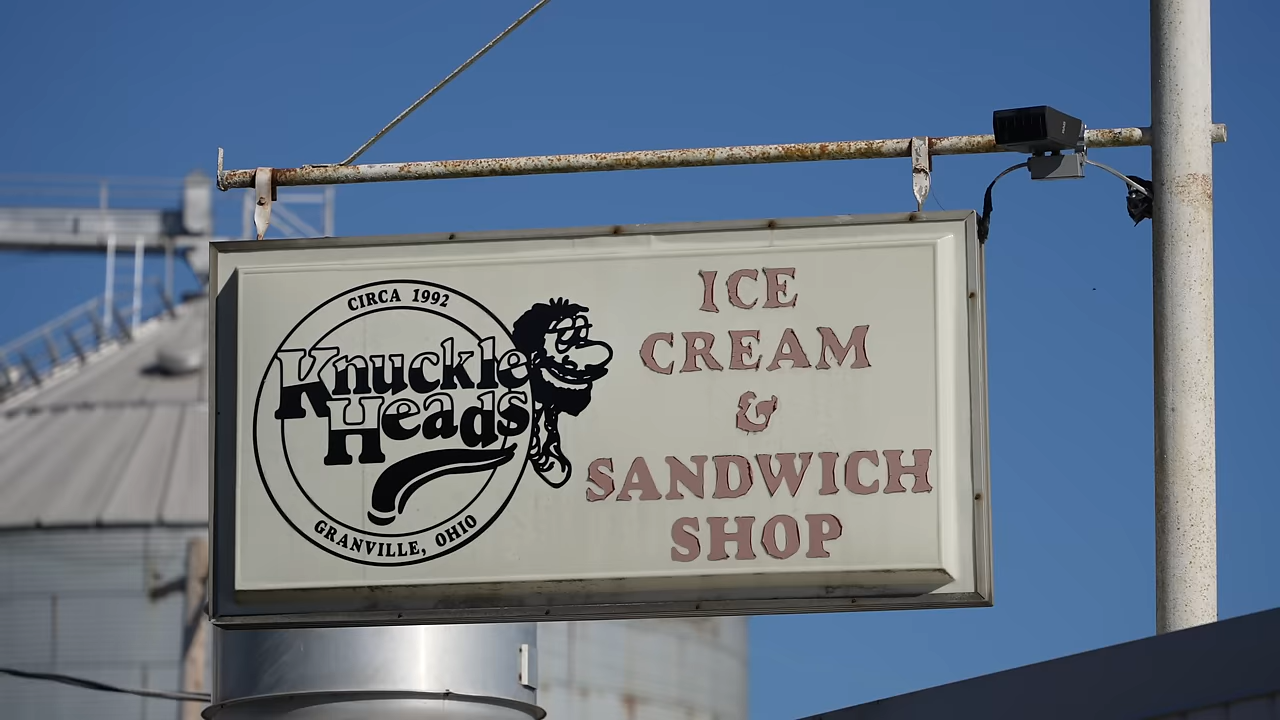 CIRCA 1992
Knuckle
Heads
GRANVILLE, OHIO
ICE
CREAM
&
SANDWICH
SHOP